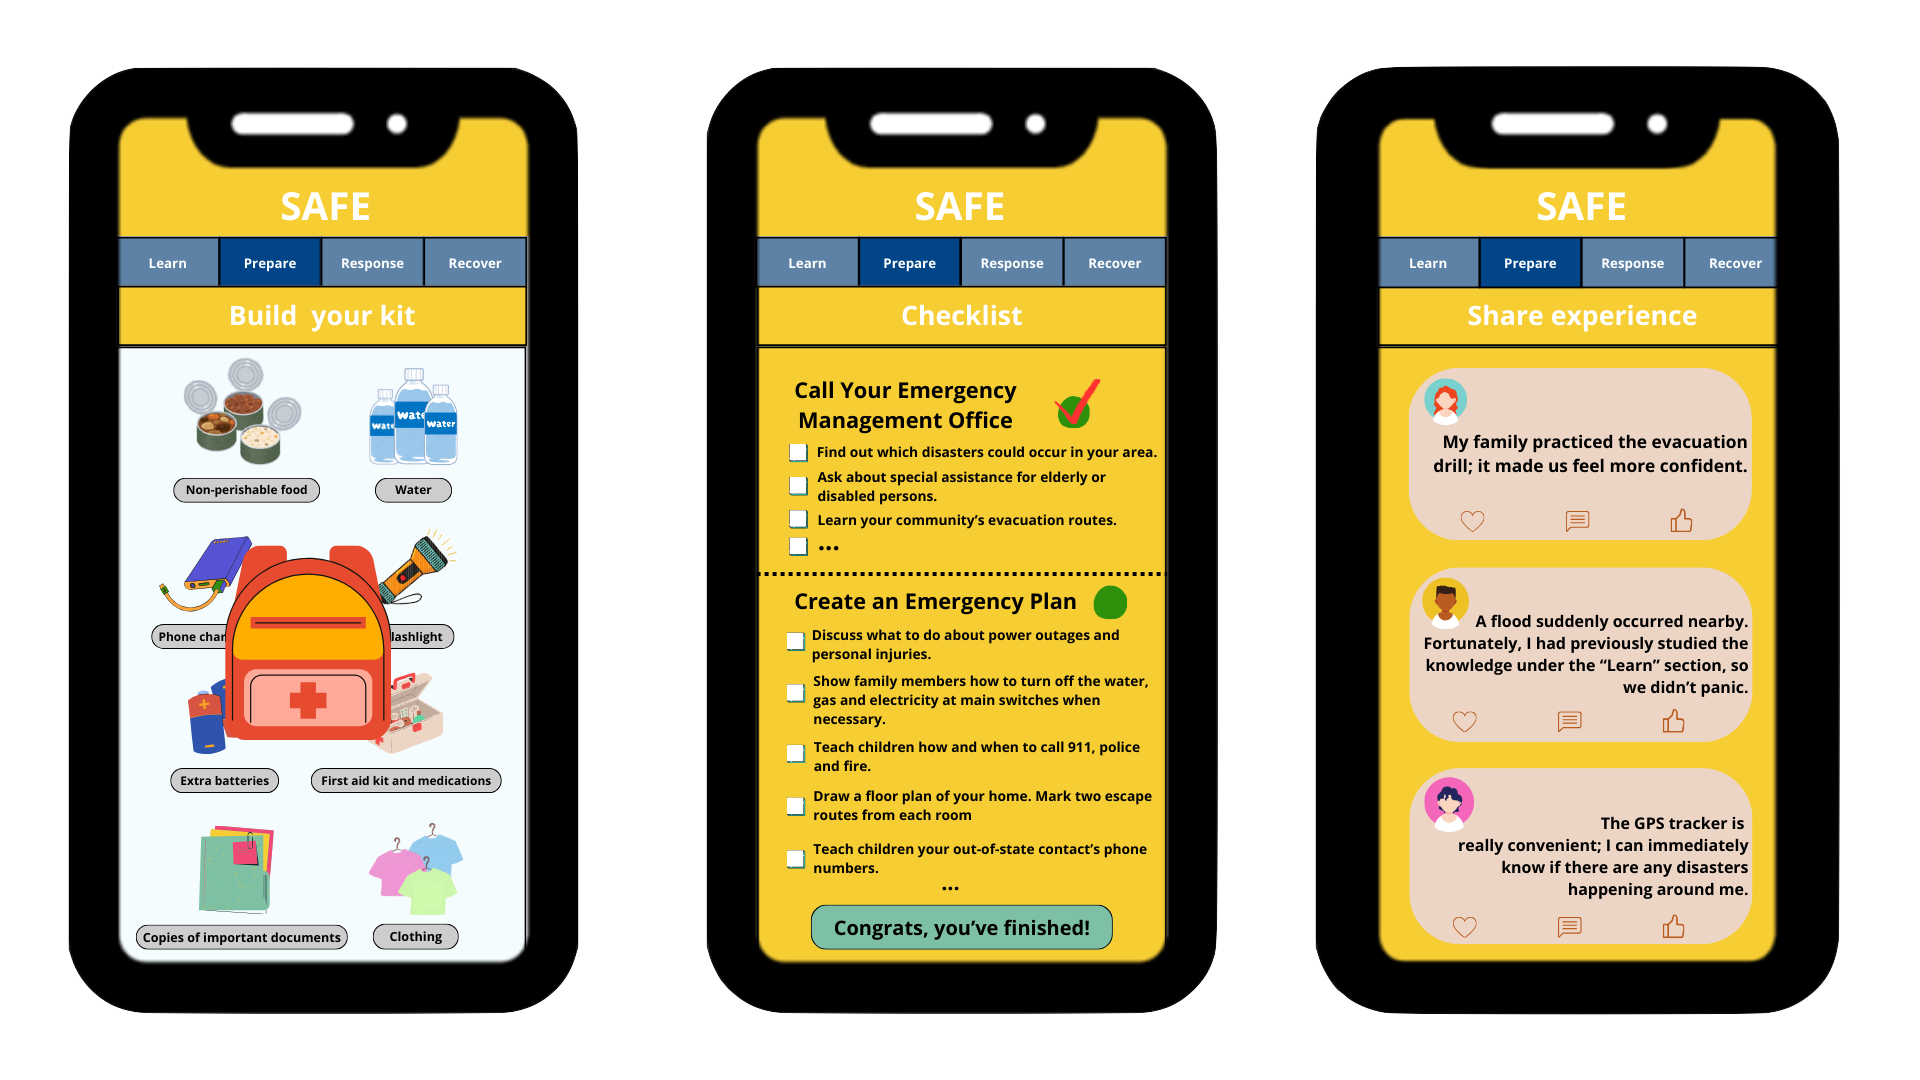 SAFE
Learn
Prepare
Response
Recover
Build  your kit
Wate
Wate
Water
Non-perishable food
Water
Phone char
lashlight
Extra batteries
First aid kit and medications
Copies of important documents
Clothing
SAFE
Learn
Prepare
Response
Recover
Checklist
Call Your Emergency
Management Office
Find out which disasters could occur in your area.
Ask about special assistance for elderly or
disabled persons.
Learn your community’s evacuation routes.
...
Create an Emergency Plan
Discuss what to do about power outages and
personal injuries.
Show family members how to turn off the water,
gas and electricity at main switches when
necessary.
Teach children how and when to call 911, police
and fire.
Draw a floor plan of your home. Mark two escape
routes from each room
Teach children your out-of-state contact’s phone
numbers.
...
Congrats, you’ve finished!
SAFE
Learn
Prepare
Response
Recover
Share experience
My family practiced the evacuation
drill; it made us feel more confident.
A flood suddenly occurred nearby.
Fortunately, I had previously studied the
knowledge under the “Learn” section, so
we didn’t panic.
The GPS tracker is
really convenient; I can immediately
know if there are any disasters
happening around me.